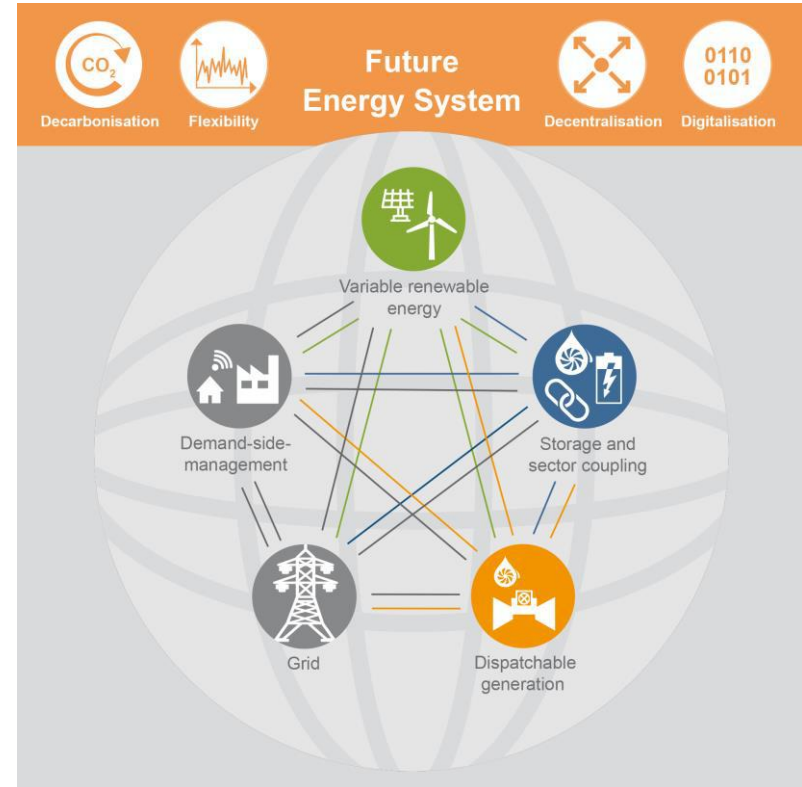 CO2
Decarbonisation
Flexibility
Future
Energy System
Decentralisation
0110
0101
Digitalisation
Variable renewable
energy
Demand-side-
management
Storage and
sector coupling
Grid
Dispatchable
generation